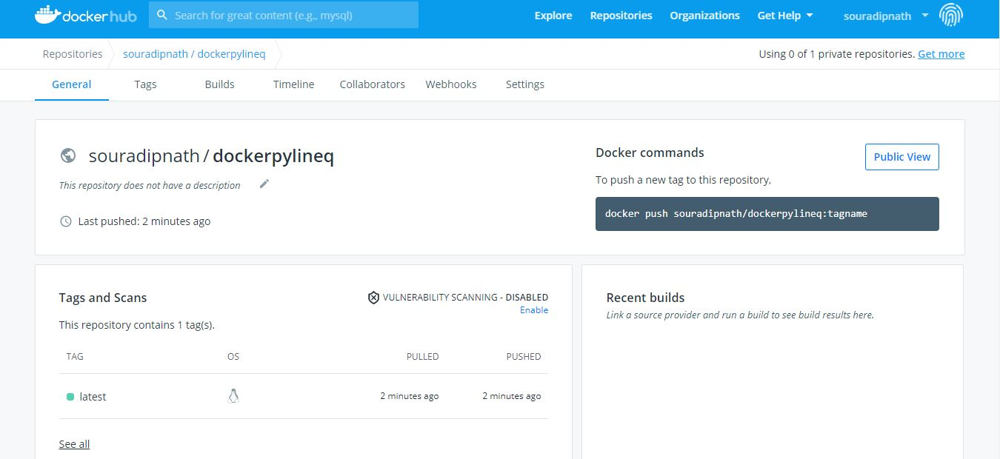 docker hub
Search for great content (e.g., mysql)
Explore
Repositories
Organizations
Get Help
souradipnath
Repositories
souradipnath / dockerpylineq
Using 0 of 1 private repositories. Get more
General
Tags
Builds
Timeline
Collaborators
Webhooks
Settings
souradipnath / dockerpylineq
This repository does not have a description
Last pushed: 2 minutes ago
Docker commands
Public View
To push a new tag to this repository,
docker push souradipnath/dockerpylineq:tagname
Tags and Scans
VULNERABILITY SCANNING - DISABLED
Enable
This repository contains 1 tag(s).
TAG
OS
PULLED
PUSHED
latest
2 minutes ago
2 minutes ago
See all
Recent builds
Link a source provider and run a build to see build results here.